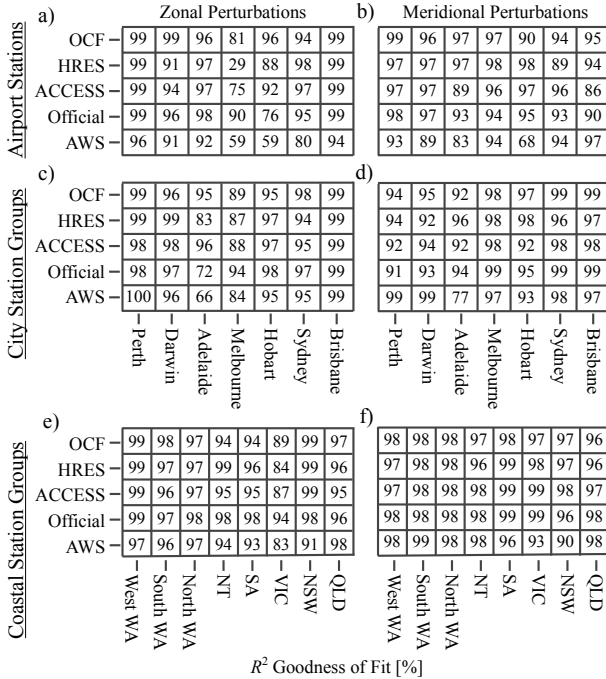 a) Zonal Perturbations b) Meridional Perturbations
Airport Stations
OCF 99 99 96 81 96 94 99 99 96 97 97 90 94 95
HRES 99 91 97 29 88 98 99 97 97 97 98 98 89 94
ACCESS 99 94 97 75 92 97 99 97 97 89 96 97 96 86
Official 99 96 98 90 76 95 99 98 97 93 94 95 93 90
AWS 96 91 92 59 59 80 94 93 89 83 94 68 94 97
c) d)
City Station Groups
OCF 99 96 95 89 95 98 99 94 95 92 98 97 99 99
HRES 99 99 83 87 97 94 99 94 92 96 98 98 96 97
ACCESS 98 98 96 88 97 95 99 92 94 92 98 92 98 98
Official 98 97 72 94 98 97 99 91 93 94 99 95 99 99
AWS 100 96 66 84 95 95 99 99 99 77 97 93 98 97
Perth Darwin Adelaide Melbourne Hobart Sydney Brisbane Perth Darwin Adelaide Melbourne Hobart Sydney Brisbane
e) f)
Coastal Station Groups
OCF 99 98 97 94 94 89 99 97 98 98 98 97 98 97 97 96
HRES 99 97 97 99 96 84 99 96 97 98 98 96 99 98 97 96
ACCESS 99 96 97 95 95 87 99 95 97 98 98 98 99 99 98 97
Official 99 97 98 98 98 94 98 96 98 98 98 98 99 99 96 98
AWS 97 96 97 94 93 83 91 98 98 99 98 98 96 93 90 98
West WA South WA North WA NT SA VIC NSW QLD West WA South WA North WA NT SA VIC NSW QLD
R² Goodness of Fit [%]